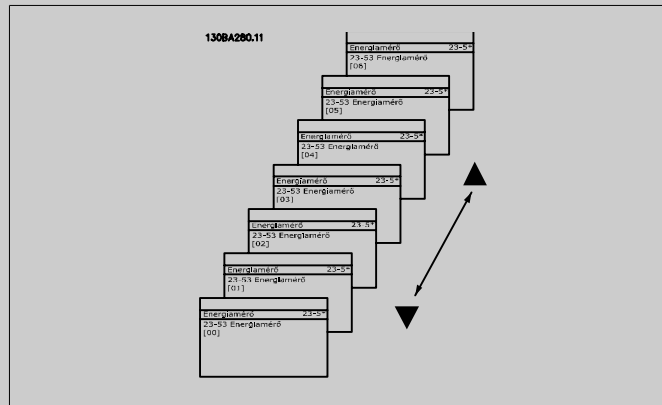 130BA280.11
Energiamérő 23-5*
23-53 Energiamérő
[06]
Energiamérő 23-5*
23-53 Energiamérő
[05]
Energiamérő 23-5*
23-53 Energiamérő
[04]
Energiamérő 23-5*
23-53 Energiamérő
[03]
Energiamérő 23-5*
23-53 Energiamérő
[02]
Energiamérő 23-5*
23-53 Energiamérő
[01]
Energiamérő 23-5*
23-53 Energiamérő
[00]